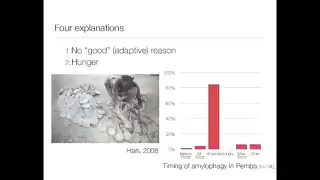 Four explanations
1. No “good” (adaptive) reason
2. Hunger
100%
80%
60%
40%
20%
0%
Haiti, 2008
Timing of amylophagy in Pemba